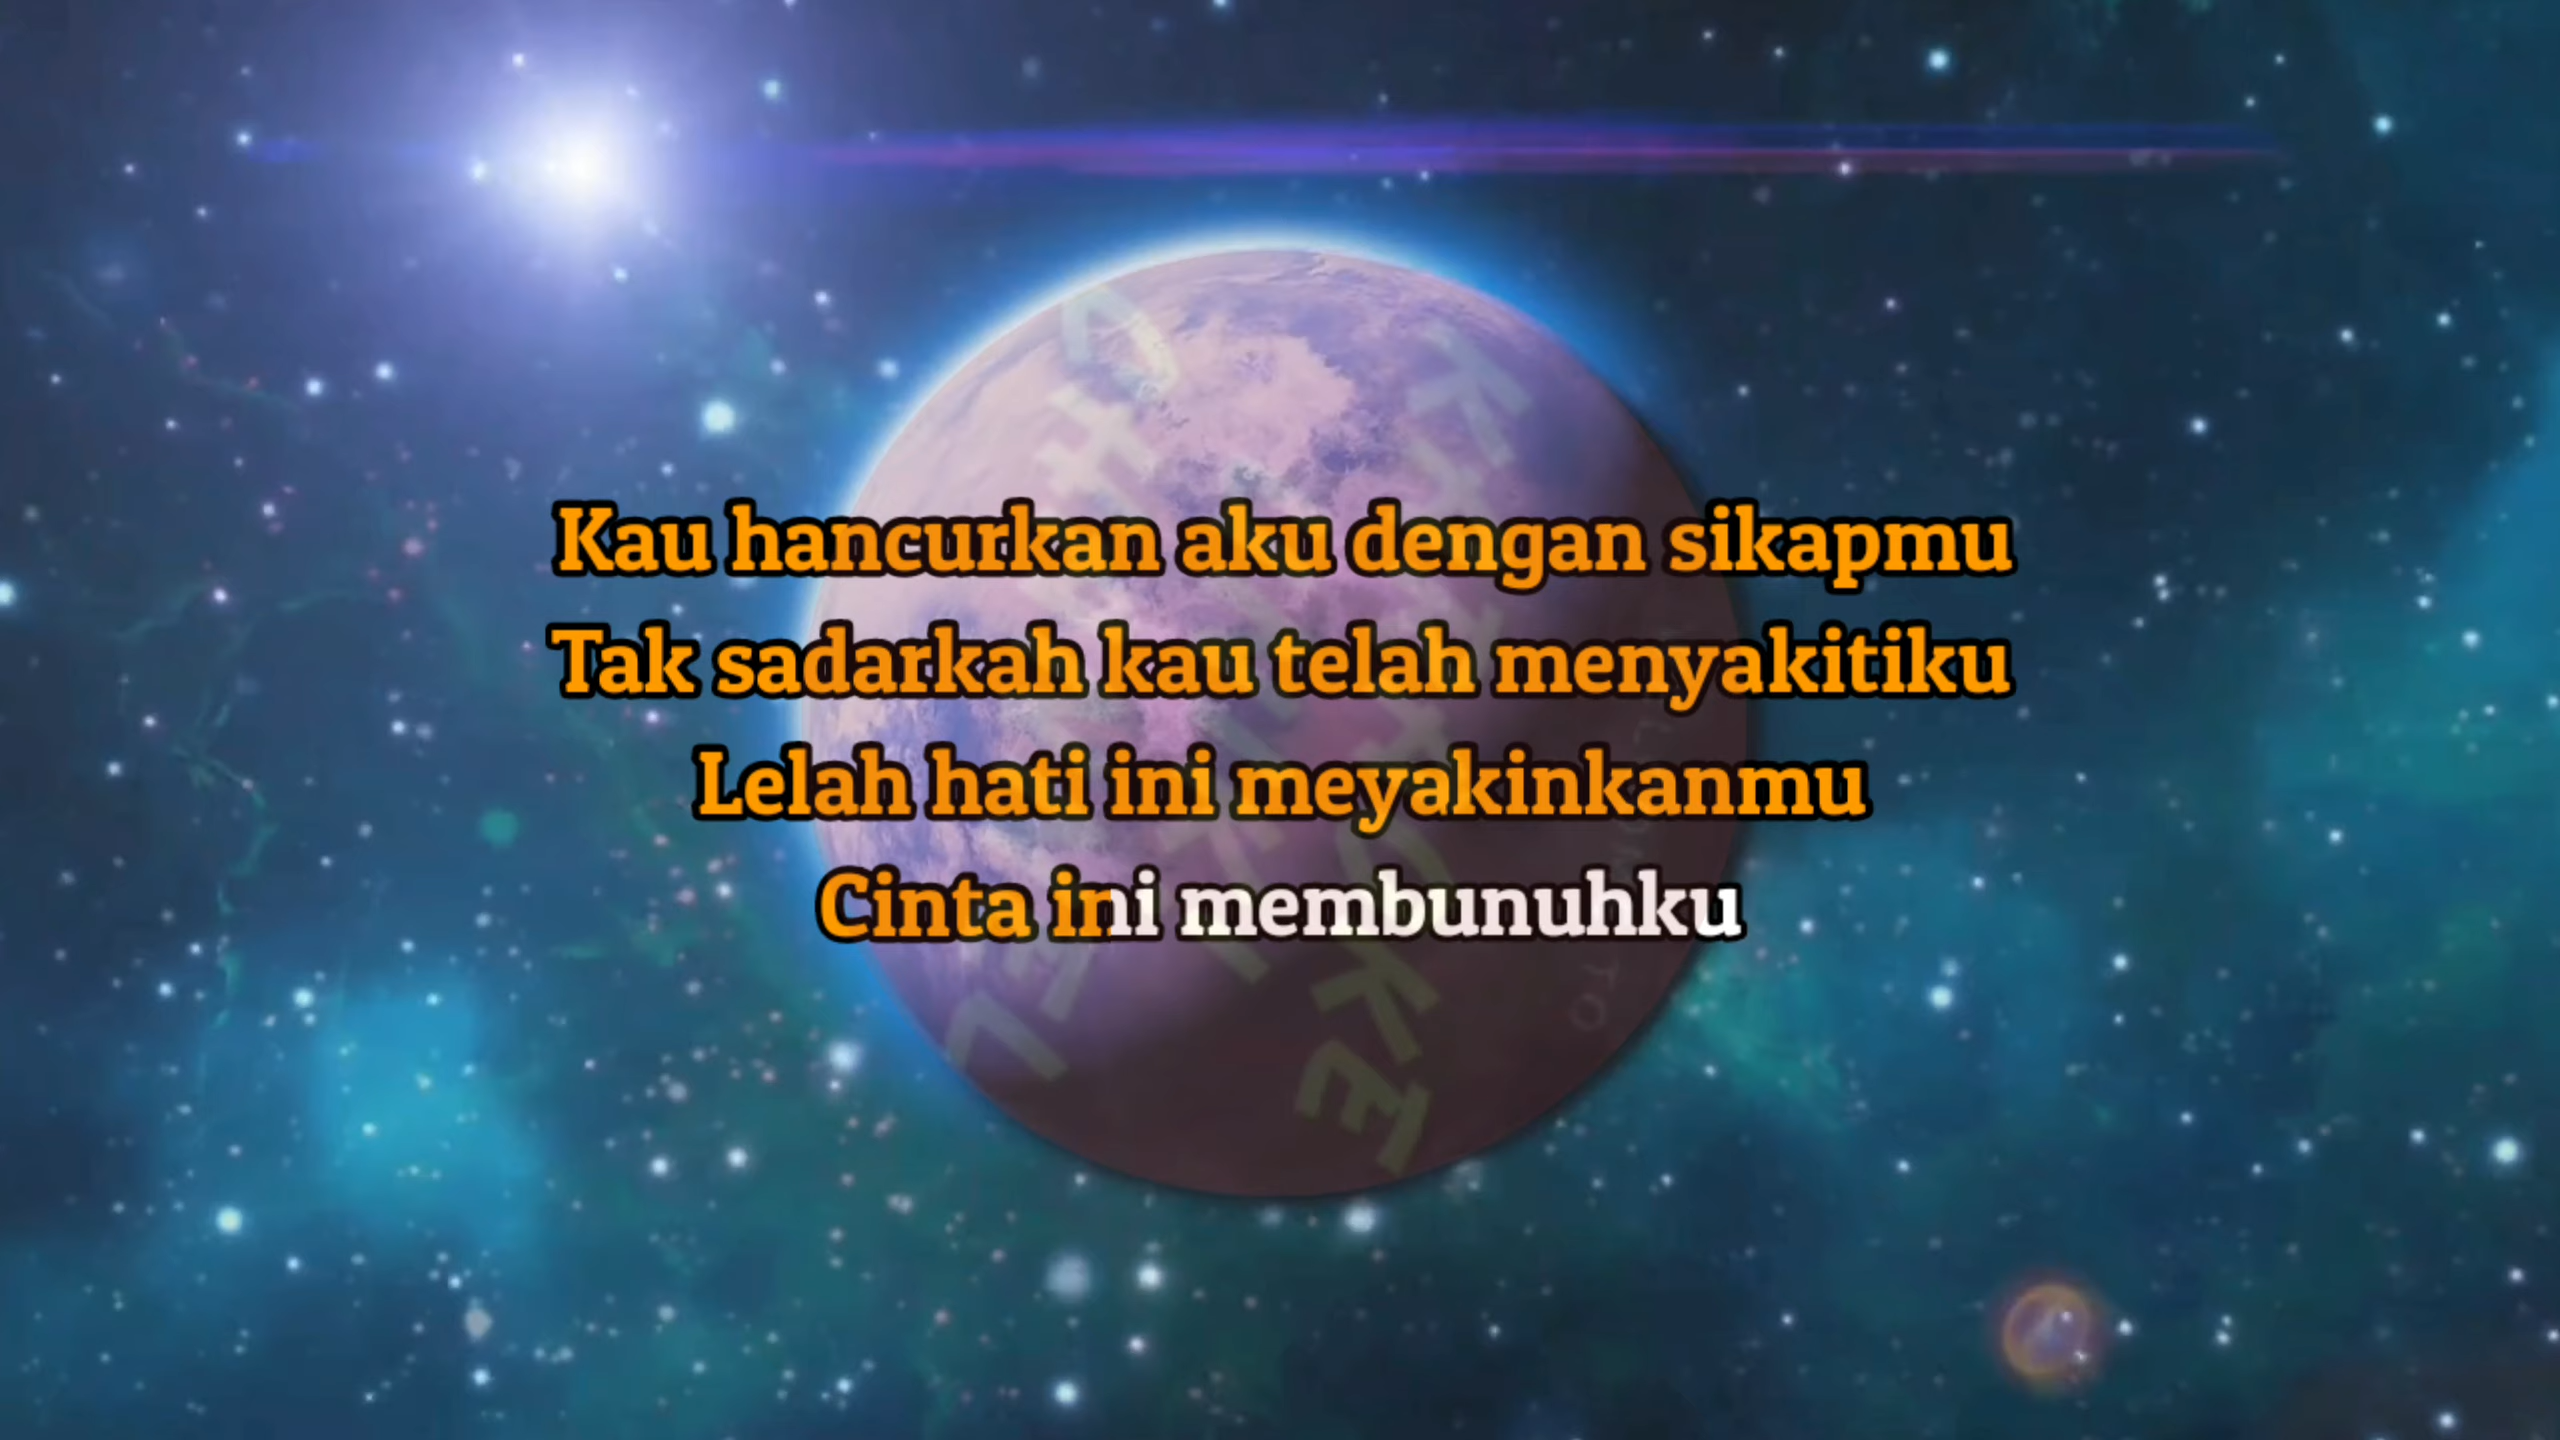 Kau hancurkan aku dengan sikapmu
Tak sadarkah kau telah menyakitiku
Lelah hati ini meyakinkanmu
Cinta ini membunuhku